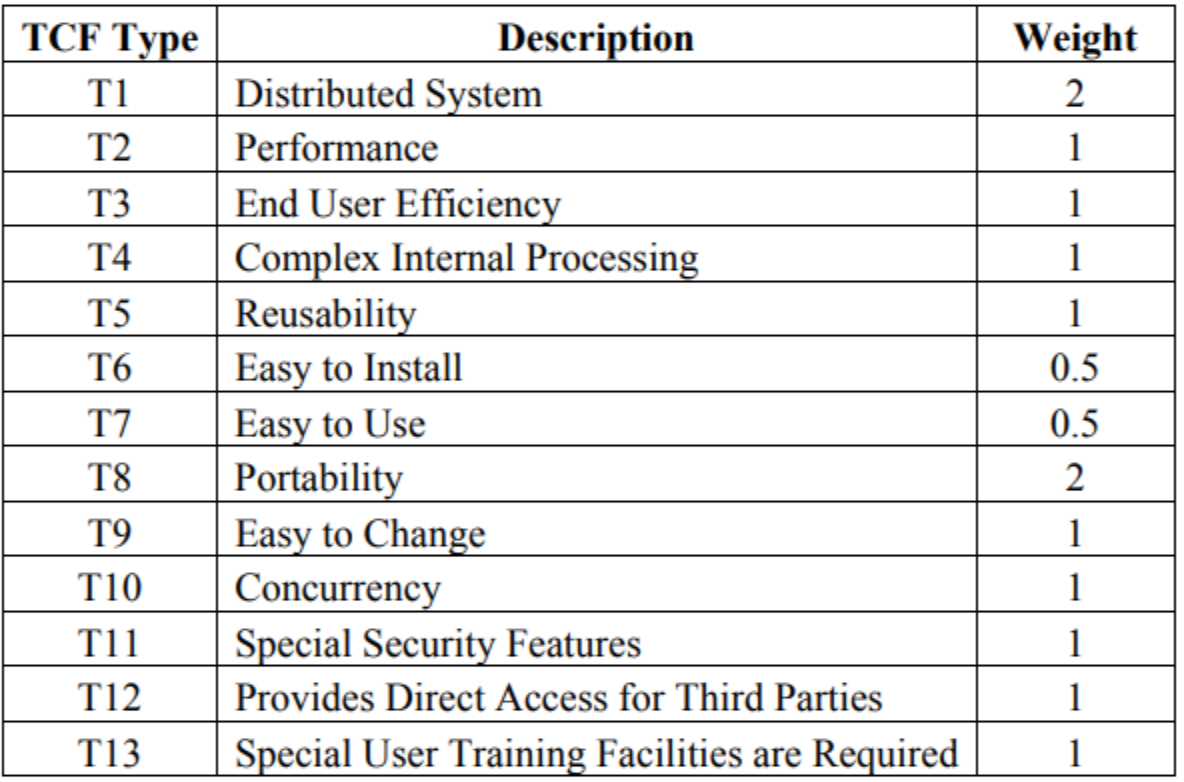 TCF Type Description Weight
T1 Distributed System 2
T2 Performance 1
T3 End User Efficiency 1
T4 Complex Internal Processing 1
T5 Reusability 1
T6 Easy to Install 0.5
T7 Easy to Use 0.5
T8 Portability 2
T9 Easy to Change 1
T10 Concurrency 1
T11 Special Security Features 1
T12 Provides Direct Access for Third Parties 1
T13 Special User Training Facilities are Required 1